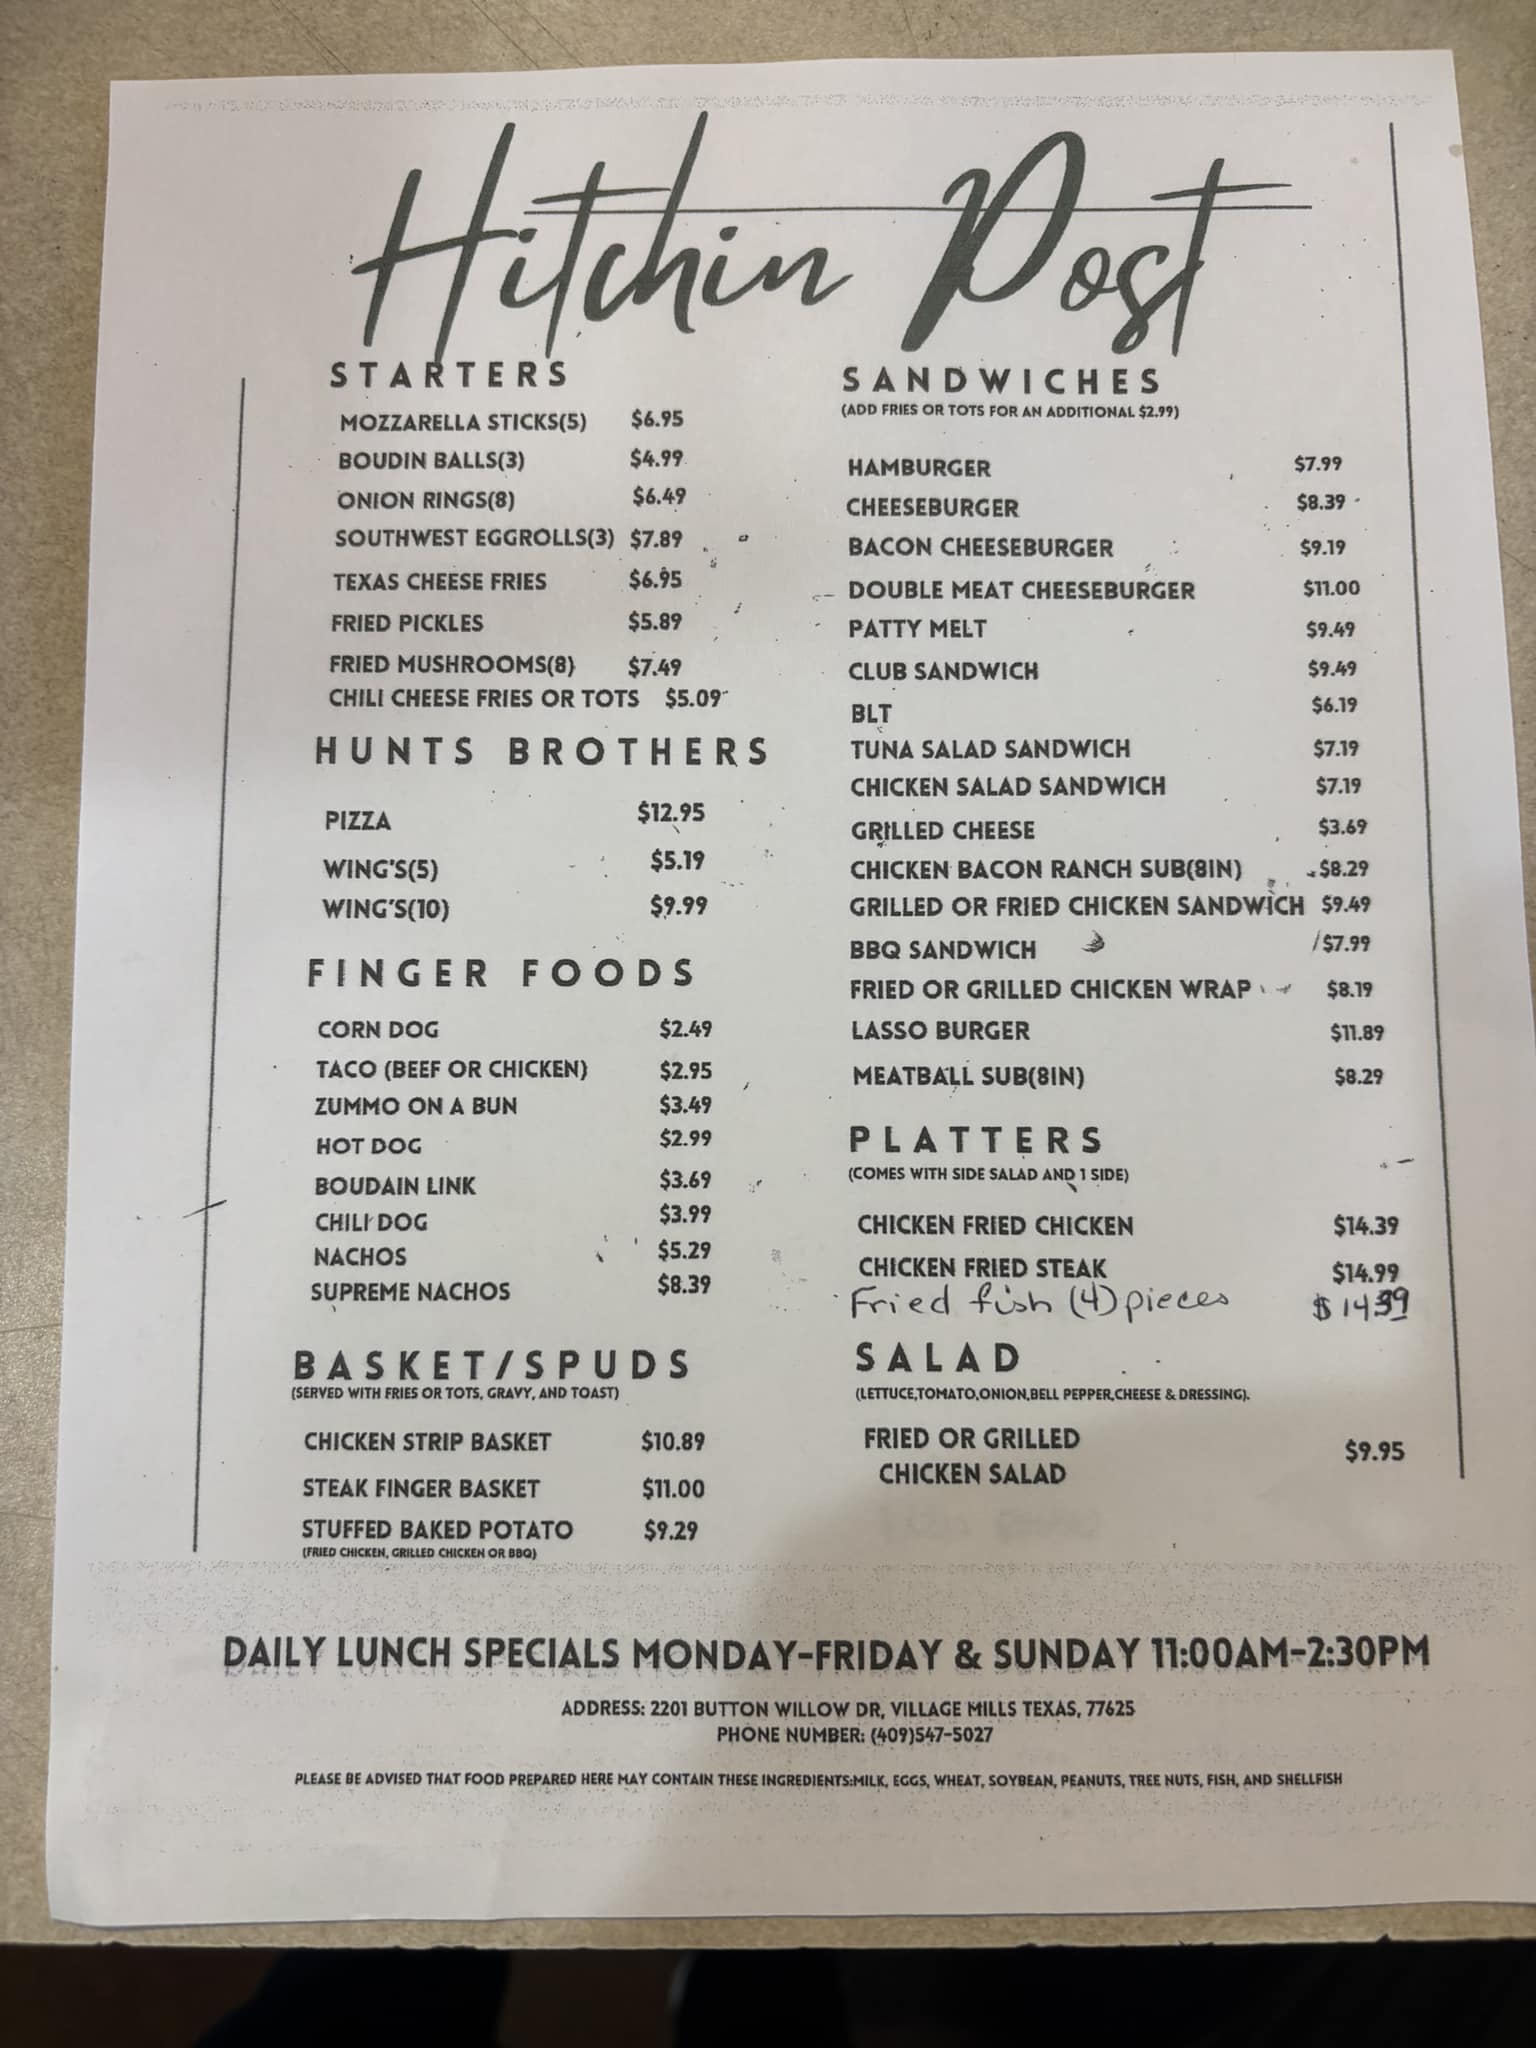 Hitchin Post
STARTERS
MOZZARELLA STICKS(5) $6.95
BOUDIN BALLS(3) $4.99
ONION RINGS(8) $6.49
SOUTHWEST EGGROLLS(3) $7.89
TEXAS CHEESE FRIES $6.95
FRIED PICKLES $5.89
FRIED MUSHROOMS(8) $7.49
CHILI CHEESE FRIES OR TOTS $5.09
HUNTS BROTHERS
PIZZA $12.95
WING'S(5) $5.19
WING'S(10) $9.99
FINGER FOODS
CORN DOG $2.49
TACO (BEEF OR CHICKEN) $2.95
ZUMMO ON A BUN $3.49
HOT DOG $2.99
BOUDAIN LINK $3.69
CHILI DOG $3.99
NACHOS $5.29
SUPREME NACHOS $8.39
BASKET/SPUDS
(SERVED WITH FRIES OR TOTS, GRAVY, AND TOAST)
CHICKEN STRIP BASKET $10.89
STEAK FINGER BASKET $11.00
STUFFED BAKED POTATO $9.29
(FRIED CHICKEN, GRILLED CHICKEN OR BBQ)
SANDWICHES
(ADD FRIES OR TOTS FOR AN ADDITIONAL $2.99)
HAMBURGER $7.99
CHEESEBURGER $8.39
BACON CHEESEBURGER $9.19
DOUBLE MEAT CHEESEBURGER $11.00
PATTY MELT $9.49
CLUB SANDWICH $9.49
BLT $6.19
TUNA SALAD SANDWICH $7.19
CHICKEN SALAD SANDWICH $7.19
GRILLED CHEESE $3.69
CHICKEN BACON RANCH SUB(8IN) $8.29
GRILLED OR FRIED CHICKEN SANDWICH $9.49
BBQ SANDWICH $7.99
FRIED OR GRILLED CHICKEN WRAP $8.19
LASSO BURGER $11.89
MEATBALL SUB(8IN) $8.29
PLATTERS
(COMES WITH SIDE SALAD AND 1 SIDE)
CHICKEN FRIED CHICKEN $14.39
CHICKEN FRIED STEAK $14.99
Fried fish (4) pieces
SALAD
(LETTUCE,TOMATO,ONION,BELL PEPPER,CHEESE & DRESSING).
FRIED OR GRILLED
CHICKEN SALAD $9.95
DAILY LUNCH SPECIALS MONDAY-FRIDAY & SUNDAY 11:00AM-2:30PM
ADDRESS: 2201 BUTTON WILLOW DR, VILLAGE MILLS TEXAS, 77625
PHONE NUMBER: (409)547-5027
PLEASE BE ADVISED THAT FOOD PREPARED HERE MAY CONTAIN THESE INGREDIENTS:MILK, EGGS, WHEAT, SOYBEAN, PEANUTS, TREE NUTS, FISH, AND SHELLFISH